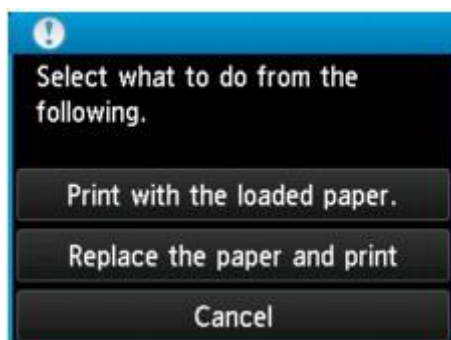 Select what to do from the
following.
Print with the loaded paper.
Replace the paper and print
Cancel